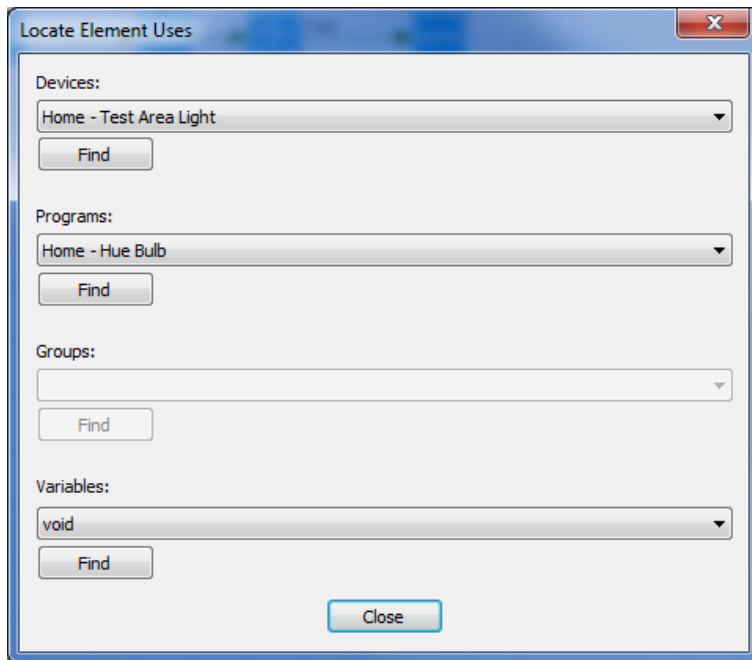 Locate Element Uses
Devices:
Home - Test Area Light
Find
Programs:
Home - Hue Bulb
Find
Groups:
Find
Variables:
void
Find
Close